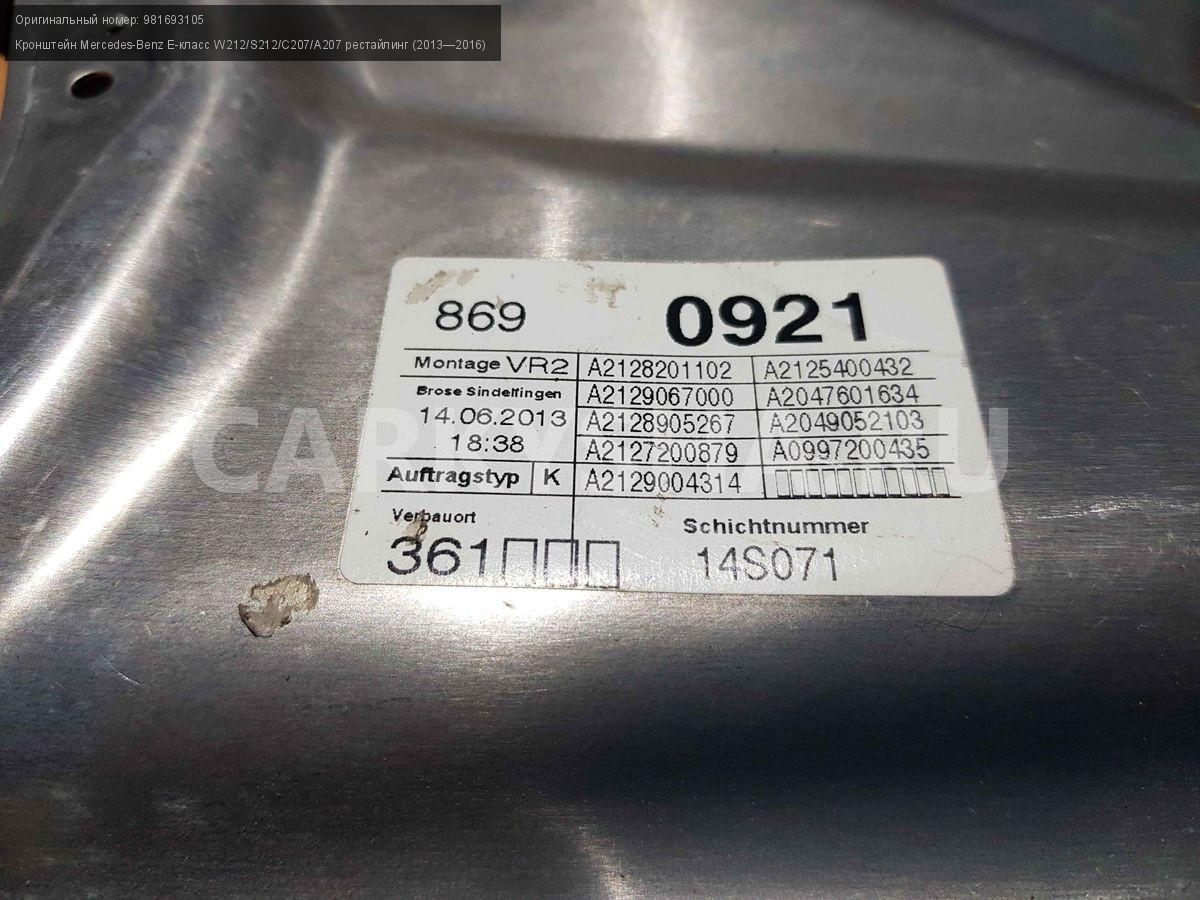 Оригинальный номер: 981693105
Кронштейн Mercedes-Benz E-класс W212/S212/C207/A207 рестайлинг (2013—2016)
869 0921
Montage VR2 A2128201102 A2125400432
Brose Sindelfingen A2129067000 A2047601634
14.06.2013 A2128905267 A2049052103
18:38 A2127200879 A0997200435
Auftragstyp K A2129004314
Verbauort Schichtnummer
361 14S071